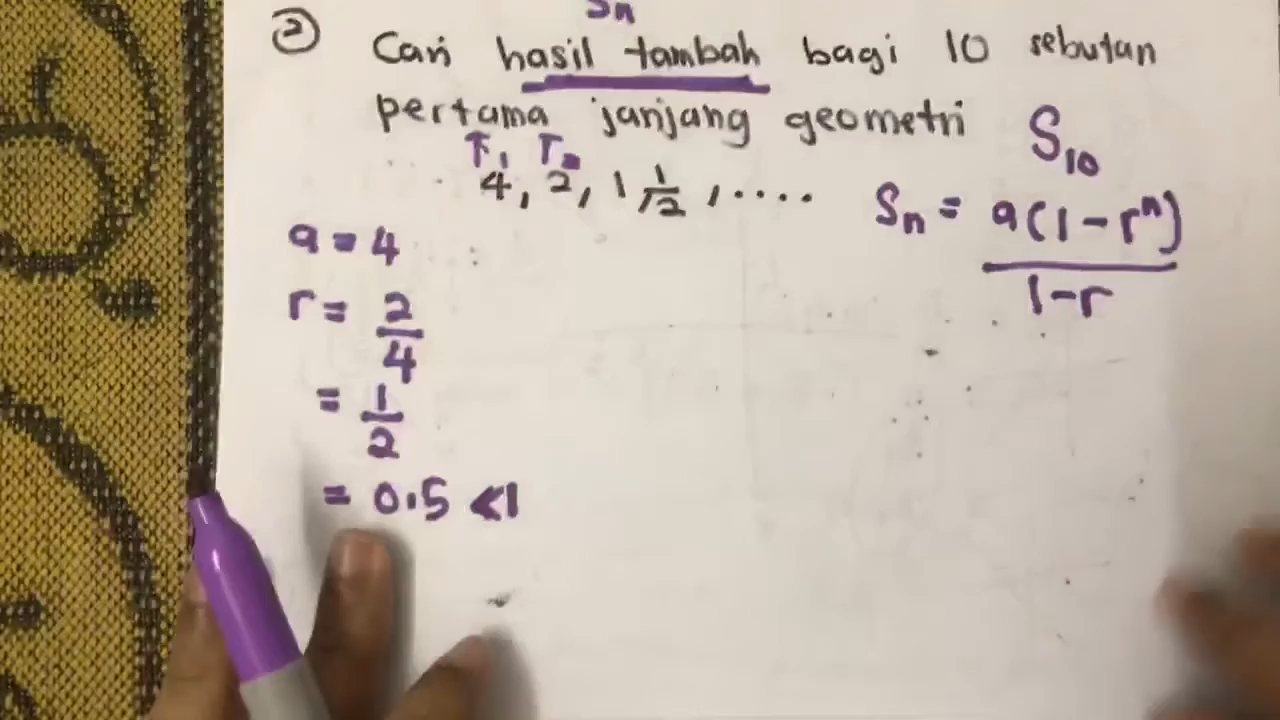 Sn
② Cari hasil tambah bagi 10 sebutan
pertama janjang geometri S₁₀
T₁ T₂
4, 2, 1 1/2, ....
Sn = a(1-rⁿ)/1-r
a = 4
r = 2/4
= 1/2
= 0.5 <1